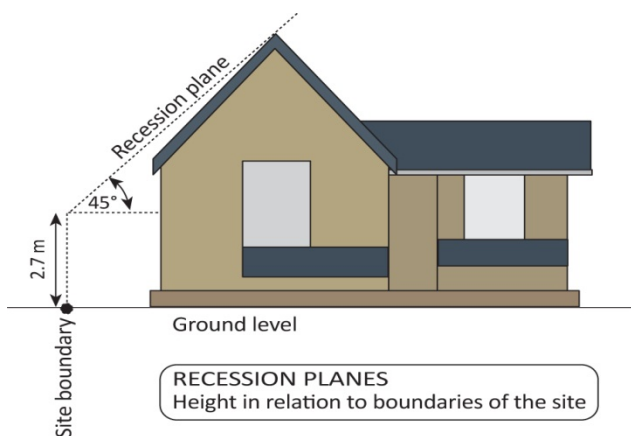 Recession plane
45°
2.7 m
Ground level
Site boundary
RECESSION PLANES
Height in relation to boundaries of the site